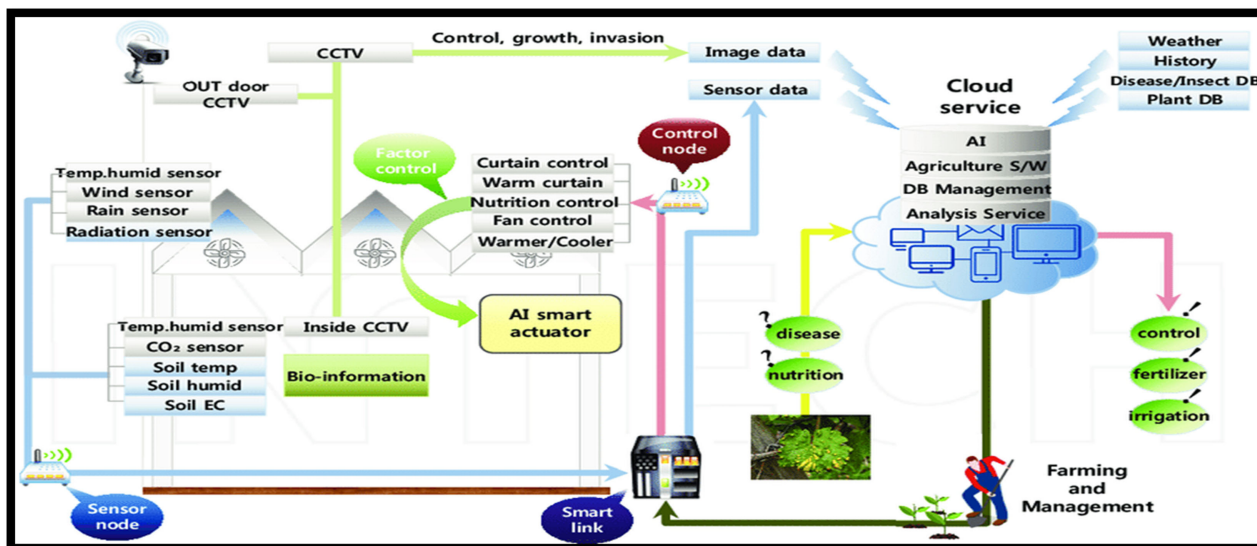 CCTV
Control, growth, invasion
Image data
OUT door
CCTV
Sensor data
Weather
History
Disease/Insect DB
Plant DB
Cloud
service
AI
Agriculture S/W
DB Management
Analysis Service
Factor
control
Control
node
Curtain control
Warm curtain
Nutrition control
Fan control
Warmer/Cooler
Temp.humid sensor
Wind sensor
Rain sensor
Radiation sensor
AI smart
actuator
Temp.humid sensor
CO₂ sensor
Soil temp
Soil humid
Soil EC
Inside CCTV
Bio-information
? disease
? nutrition
control !
fertilizer !
irrigation !
Sensor
node
Smart
link
Farming
and
Management
INTECH